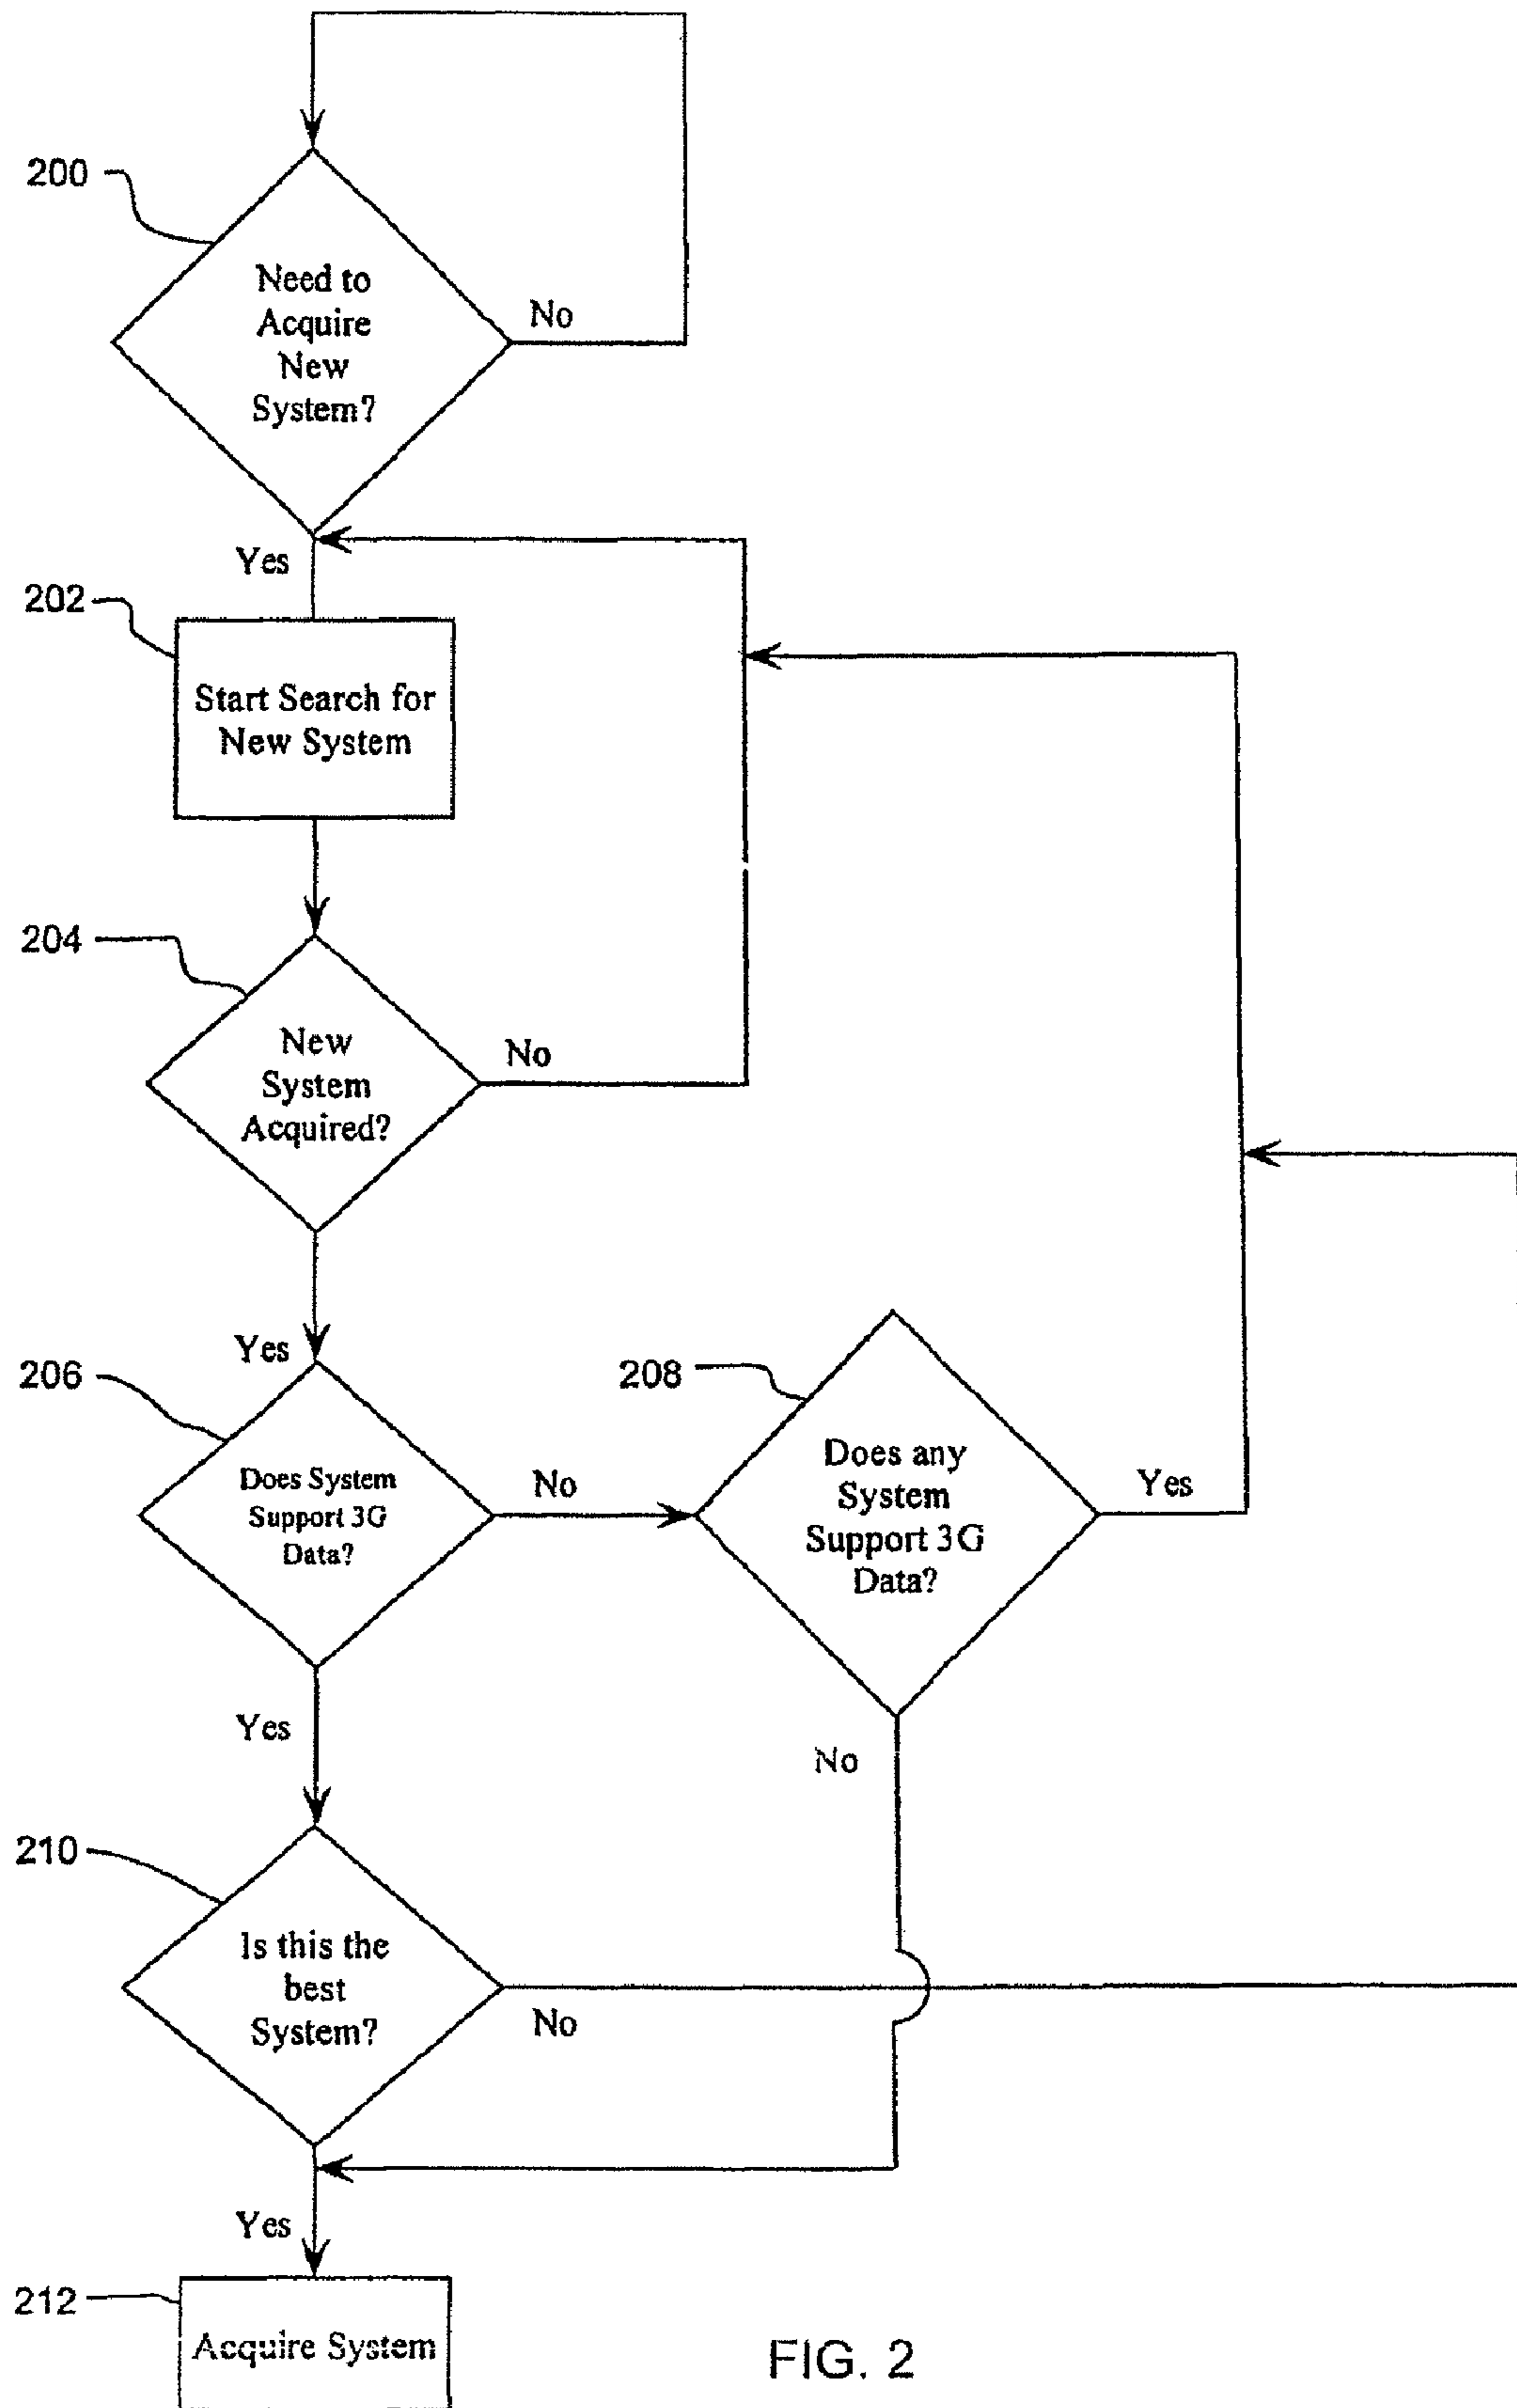 200
Need to
Acquire
New
System?
No
Yes
202
Start Search for
New System
204
New
System
Acquired?
No
Yes
206
Does System
Support 3G
Data?
No
208
Does any
System
Support 3G
Data?
Yes
Yes
No
210
Is this the
best
System?
No
Yes
212
Acquire System
FIG. 2